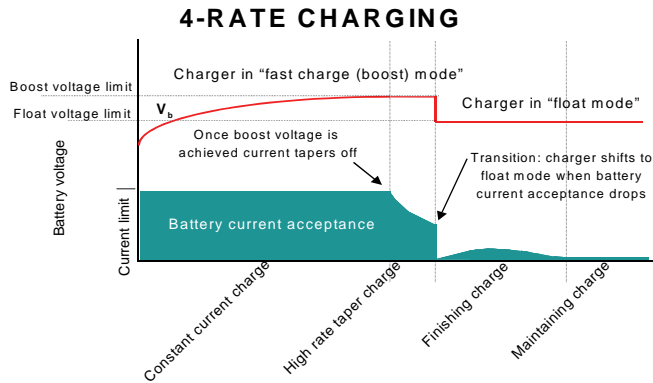 4-RATE CHARGING
Charger in “fast charge (boost) mode”
Boost voltage limit
Float voltage limit
Vb
Charger in “float mode”
Once boost voltage is
achieved current tapers off
Transition: charger shifts to
float mode when battery
current acceptance drops
Battery voltage
Current limit
Battery current acceptance
Constant current charge
High rate taper charge
Finishing charge
Maintaining charge